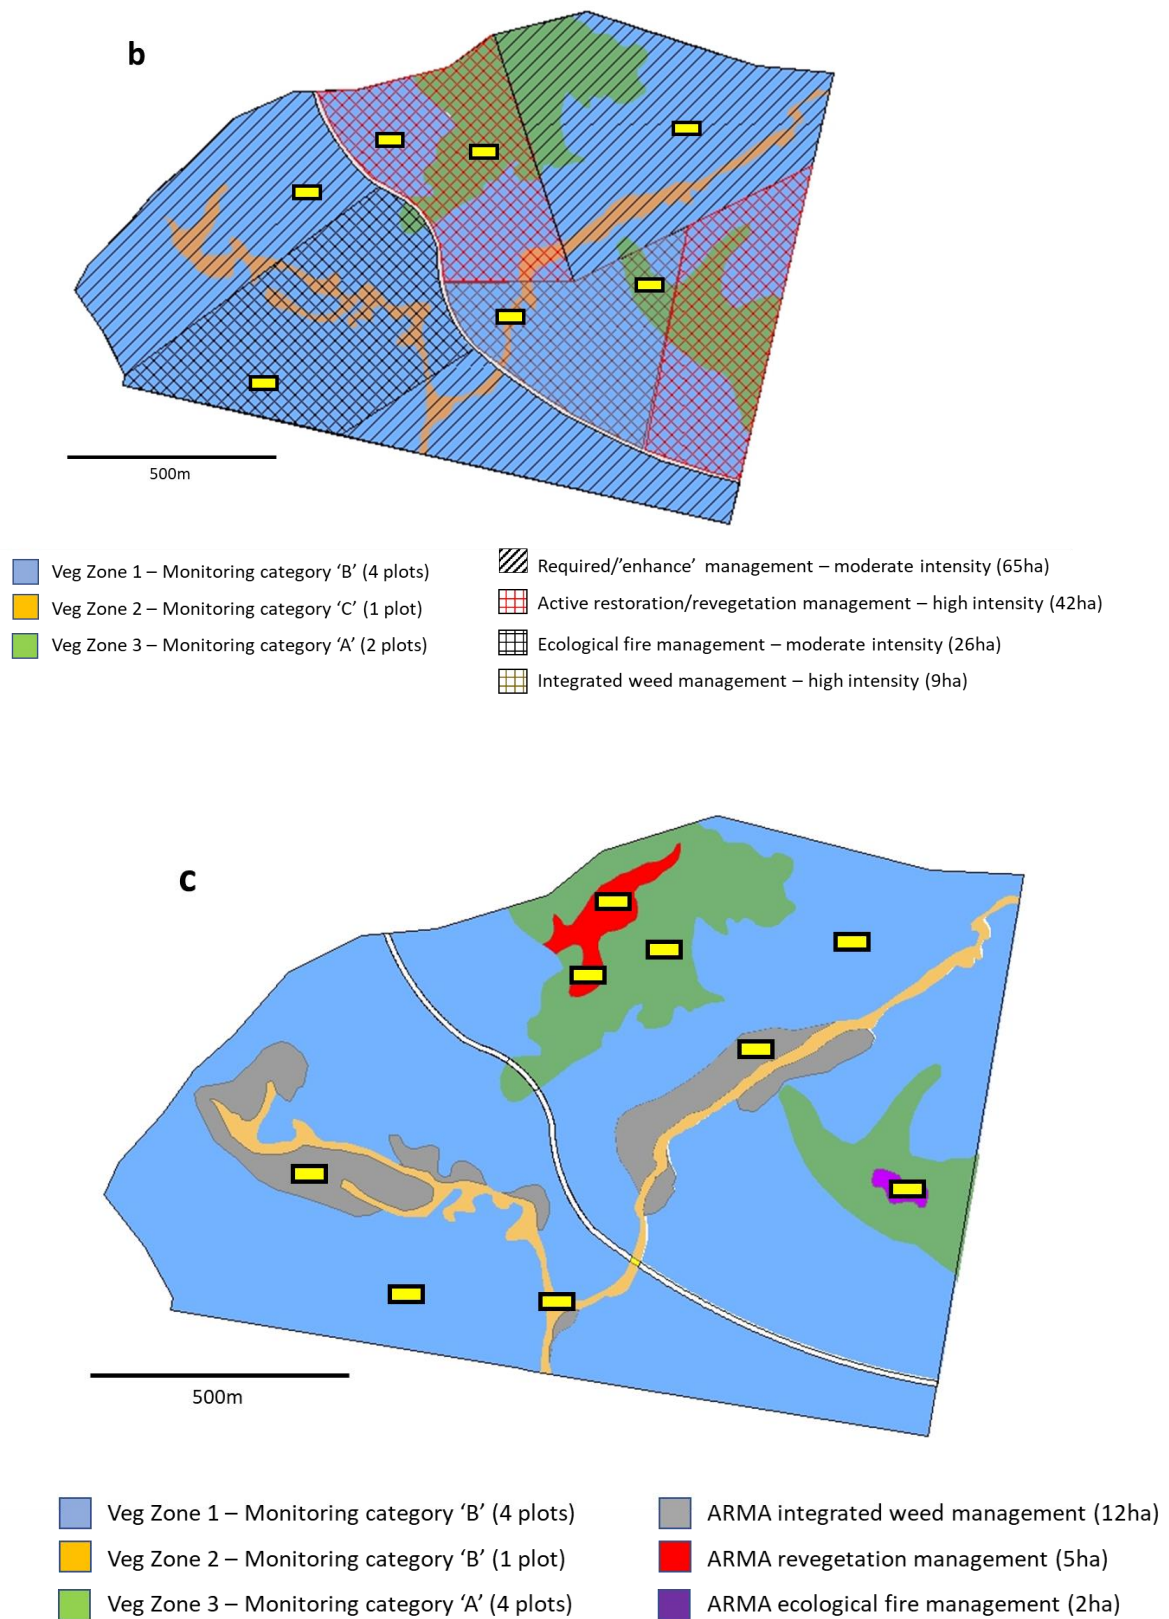 b
500m
Veg Zone 1 – Monitoring category ‘B’ (4 plots)
Veg Zone 2 – Monitoring category ‘C’ (1 plot)
Veg Zone 3 – Monitoring category ‘A’ (2 plots)
Required/’enhance’ management – moderate intensity (65ha)
Active restoration/revegetation management – high intensity (42ha)
Ecological fire management – moderate intensity (26ha)
Integrated weed management – high intensity (9ha)
c
500m
Veg Zone 1 – Monitoring category ‘B’ (4 plots)
Veg Zone 2 – Monitoring category ‘B’ (1 plot)
Veg Zone 3 – Monitoring category ‘A’ (4 plots)
ARMA integrated weed management (12ha)
ARMA revegetation management (5ha)
ARMA ecological fire management (2ha)